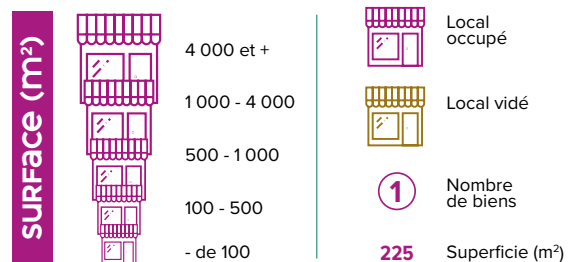 SURFACE (m²)
4 000 et +
1 000 - 4 000
500 - 1 000
100 - 500
- de 100
Local
occupé
Local vidé
1
Nombre
de biens
225
Superficie (m²)